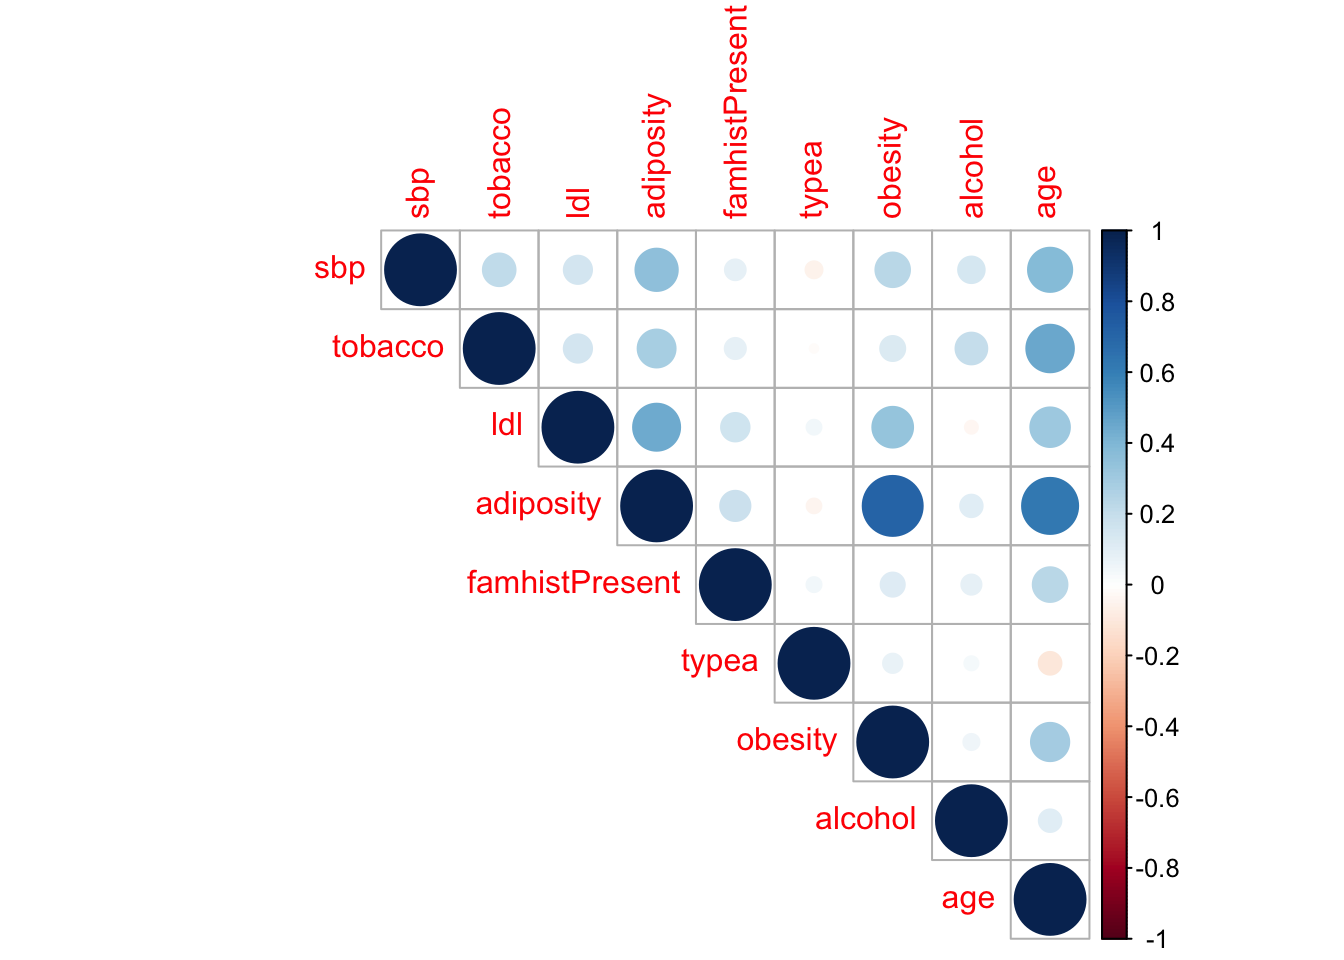 sbp
tobacco
ldl
adiposity
famhistPresent
typea
obesity
alcohol
age
sbp
tobacco
ldl
adiposity
famhistPresent
typea
obesity
alcohol
age
1
0.8
0.6
0.4
0.2
0
-0.2
-0.4
-0.6
-0.8
-1